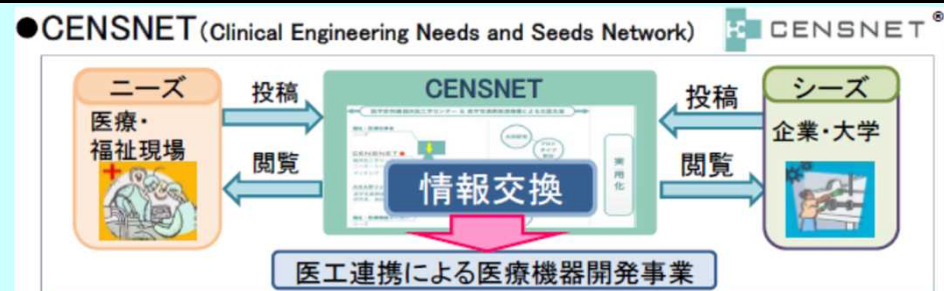 ●CENSNET(Clinical Engineering Needs and Seeds Network)
CENSNET®
ニーズ
医療・
福祉現場
投稿
閲覧
CENSNET
実用化
情報交換
投稿
閲覧
シーズ
企業・大学
医工連携による医療機器開発事業